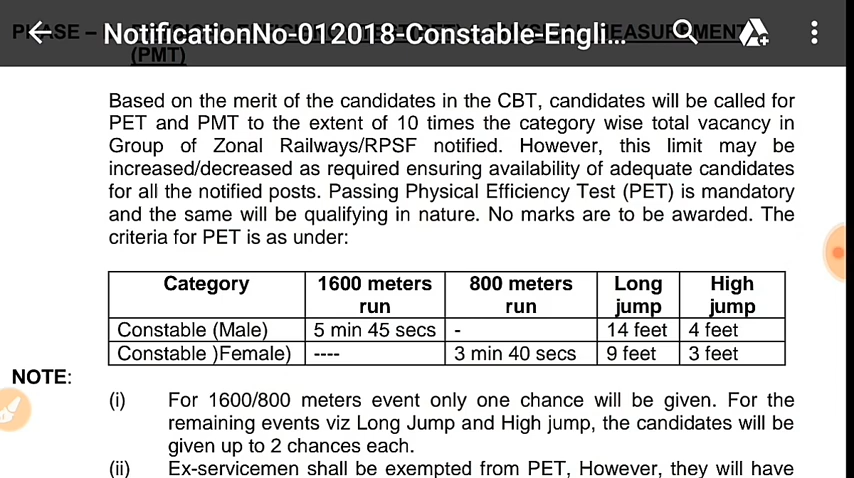 PHASE –
NotificationNo-012018-Constable-Engli...
ASUREMENT
(PMT)
Based on the merit of the candidates in the CBT, candidates will be called for
PET and PMT to the extent of 10 times the category wise total vacancy in
Group of Zonal Railways/RPSF notified. However, this limit may be
increased/decreased as required ensuring availability of adequate candidates
for all the notified posts. Passing Physical Efficiency Test (PET) is mandatory
and the same will be qualifying in nature. No marks are to be awarded. The
criteria for PET is as under:
Category 1600 meters run 800 meters run Long jump High jump
Constable (Male) 5 min 45 secs - 14 feet 4 feet
Constable )Female) ---- 3 min 40 secs 9 feet 3 feet
NOTE:
(i) For 1600/800 meters event only one chance will be given. For the
remaining events viz Long Jump and High jump, the candidates will be
given up to 2 chances each.
(ii) Ex-servicemen shall be exempted from PET, However, they will have